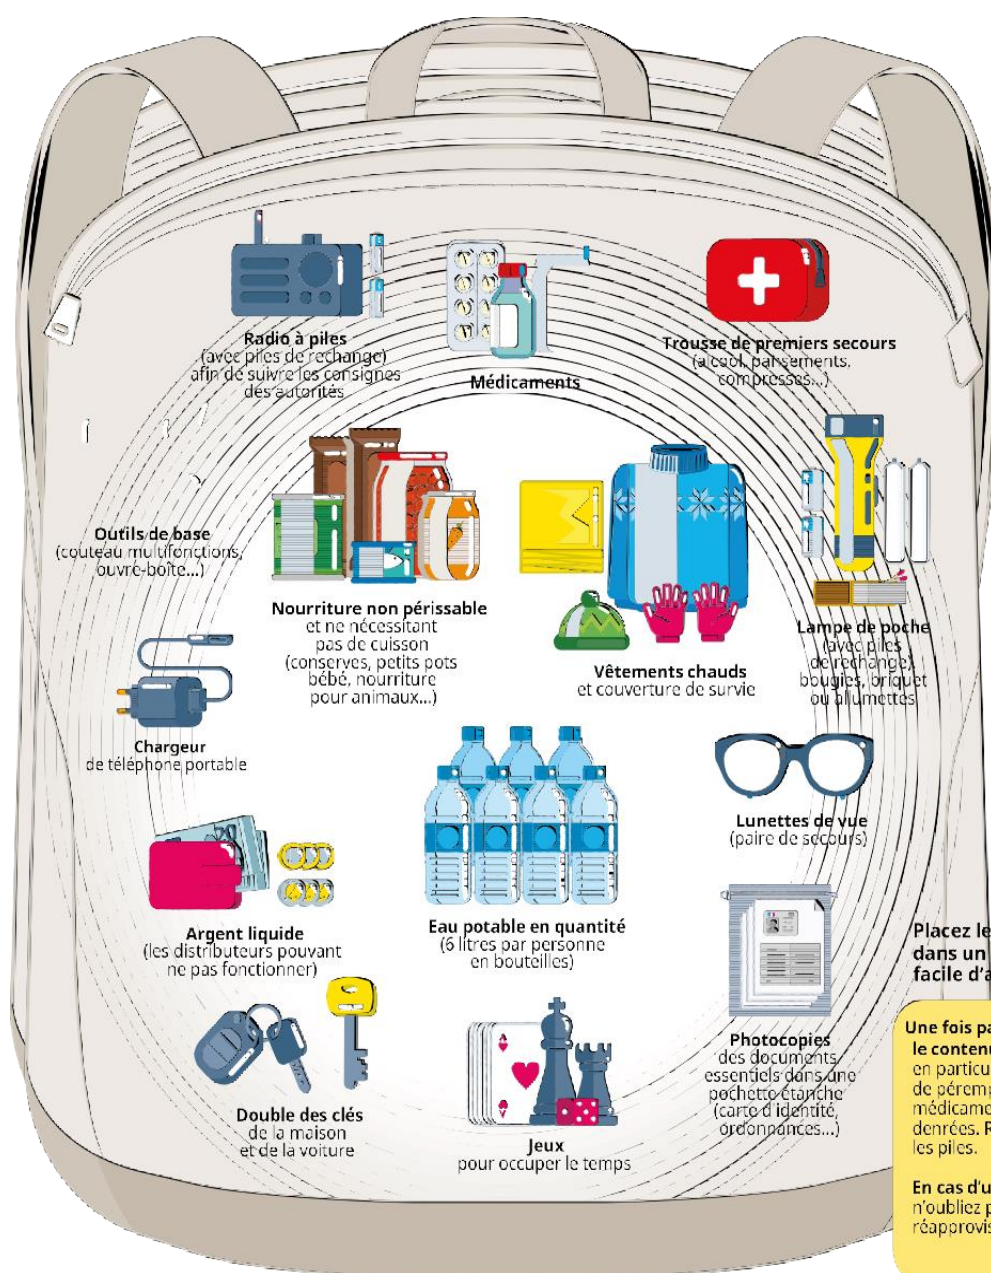 Radio à piles
(avec piles de rechange)
afin de suivre les consignes
des autorités
Médicaments
Trousse de premiers secours
(alcool, pansements,
compresses...)
Outils de base
(couteau multifonctions,
ouvre-boîte...)
Nourriture non périssable
et ne nécessitant
pas de cuisson
(conserves, petits pots
bébé, nourriture
pour animaux...)
Vêtements chauds
et couverture de survie
Lampe de poche
(avec piles
de rechange),
bougies, briquet
ou allumettes
Chargeur
de téléphone portable
Lunettes de vue
(paire de secours)
Argent liquide
(les distributeurs pouvant
ne pas fonctionner)
Eau potable en quantité
(6 litres par personne
en bouteilles)
Photocopies
des documents
essentiels dans une
pochette étanche
(carte d'identité,
ordonnances...)
Double des clés
de la maison
et de la voiture
Jeux
pour occuper le temps
Placez le
dans un
facile d'a
Une fois pa
le contenu
en particu
de péremp
médicame
denrées. R
les piles.
En cas d'u
n'oubliez p
réapprovis